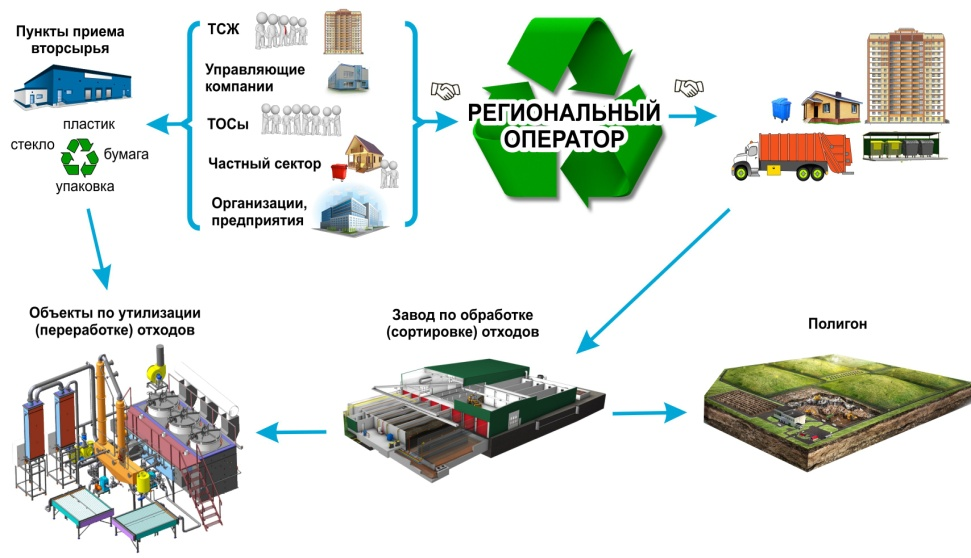 Пункты приема
вторсырья
пластик
стекло
бумага
упаковка
ТСЖ
Управляющие
компании
ТОСы
Частный сектор
Организации,
предприятия
РЕГИОНАЛЬНЫЙ
ОПЕРАТОР
Объекты по утилизации
(переработке) отходов
Завод по обработке
(сортировке) отходов
Полигон